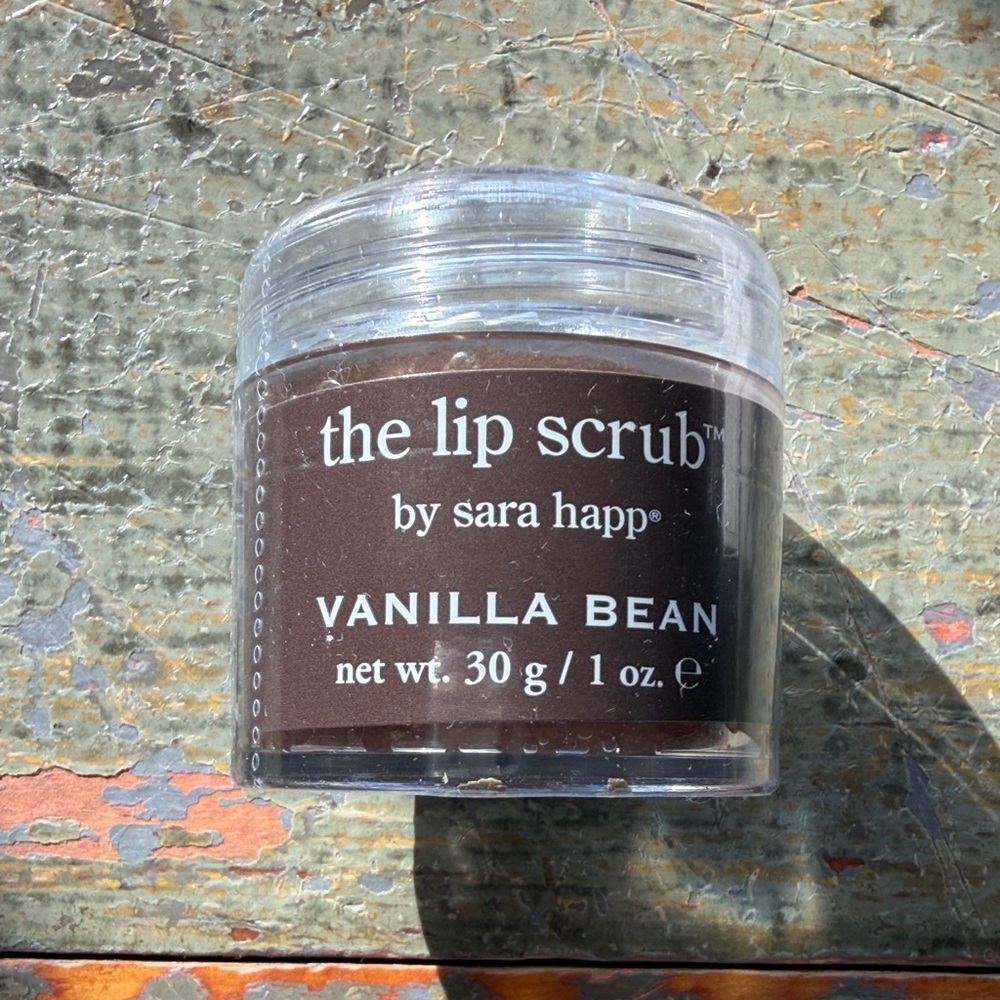 the lip scrub™
by sara happ®
VANILLA BEAN
net wt. 30 g / 1 oz. ℮